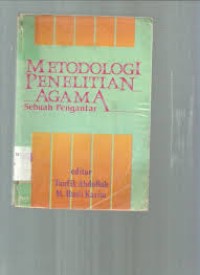 METODOLOGI
PENELITIAN
AGAMA
Sebuah Pengantar
editor
Taufik Abdullah
M. Rusli Karim